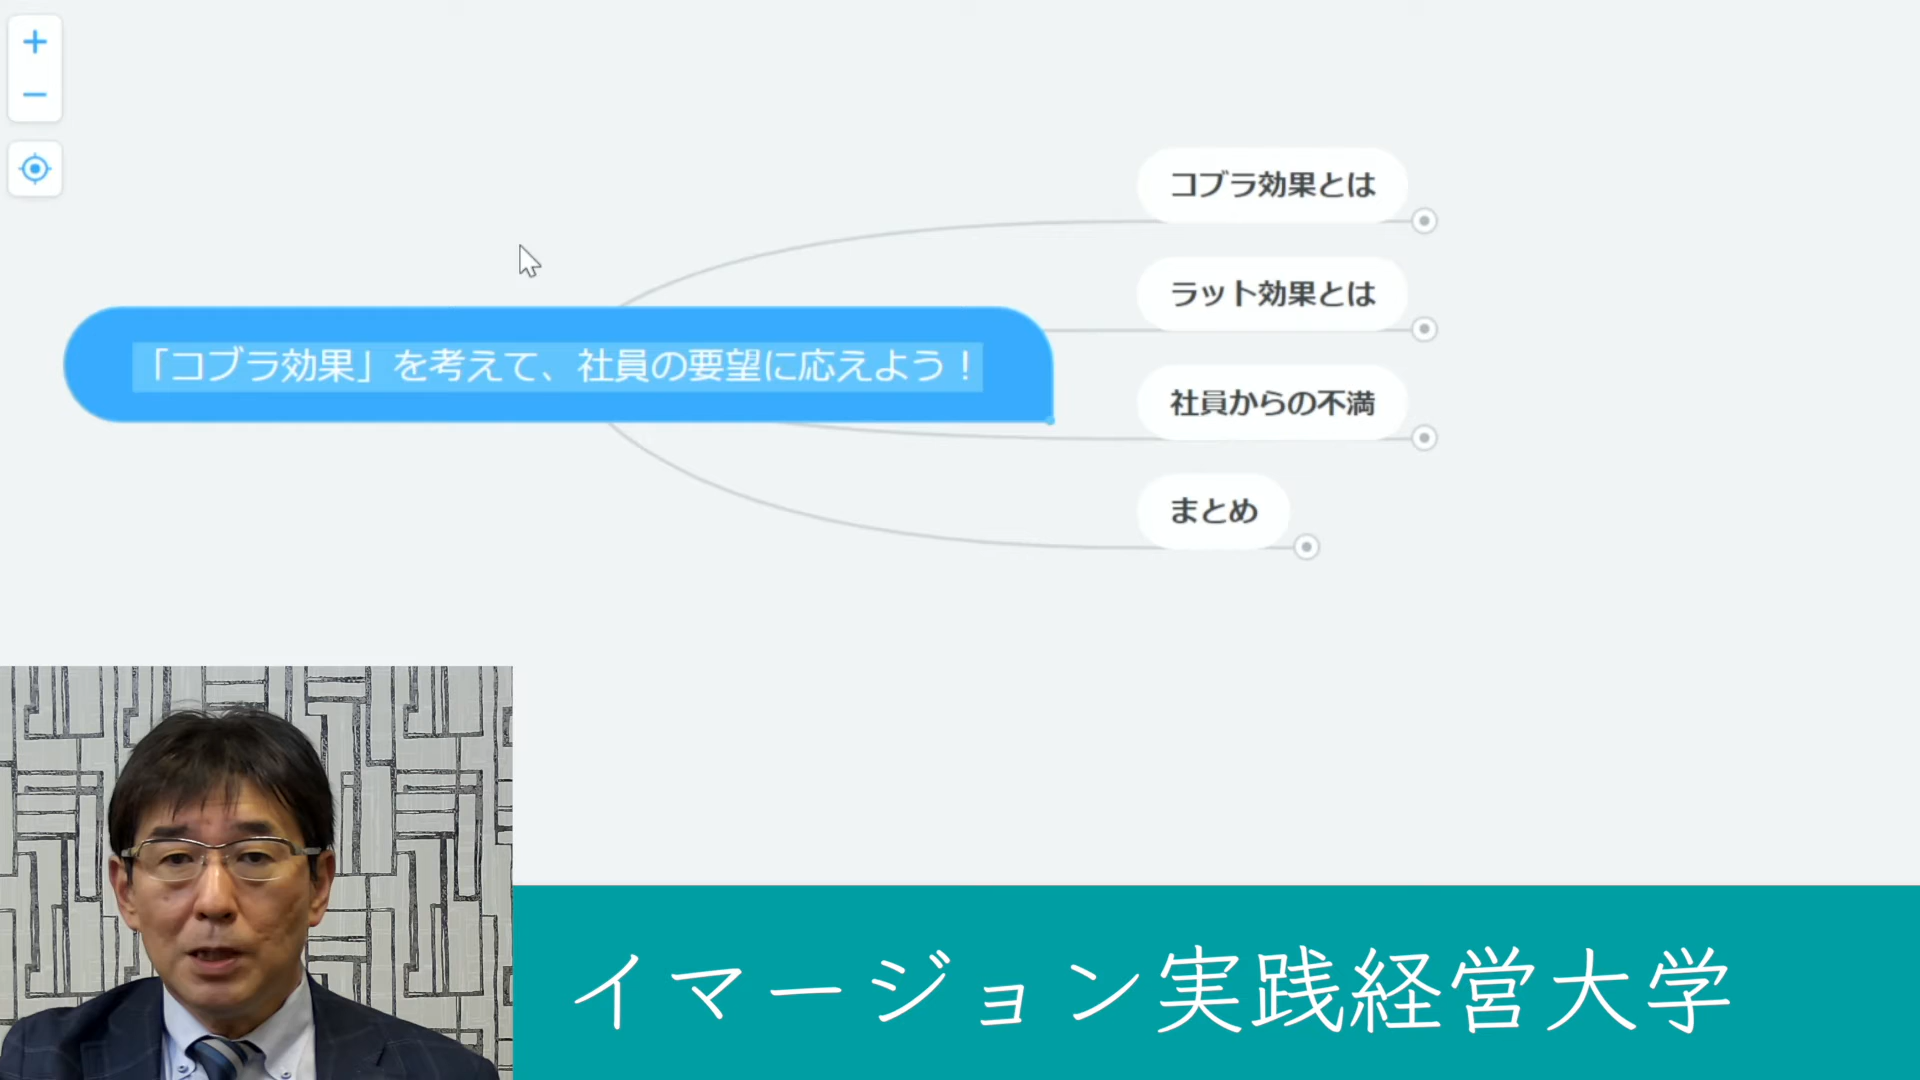 コブラ効果とは
ラット効果とは
「コブラ効果」を考えて、社員の要望に応えよう！
社員からの不満
まとめ
イマージョン実践経営大学